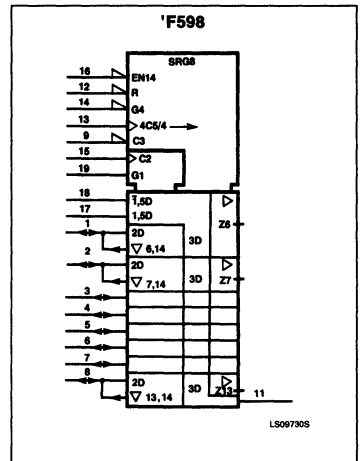 'F598
SRG8
16 EN14
12 R
14 G4
13 4C5/4
9 C3
15 C2
19 G1
18 1,5D
17 1,5D
1 2D 3D Z6
6,14
2 2D 3D Z7
7,14
3
4
5
6
7
8 2D 3D Z13 11
13, 14
LS09730S